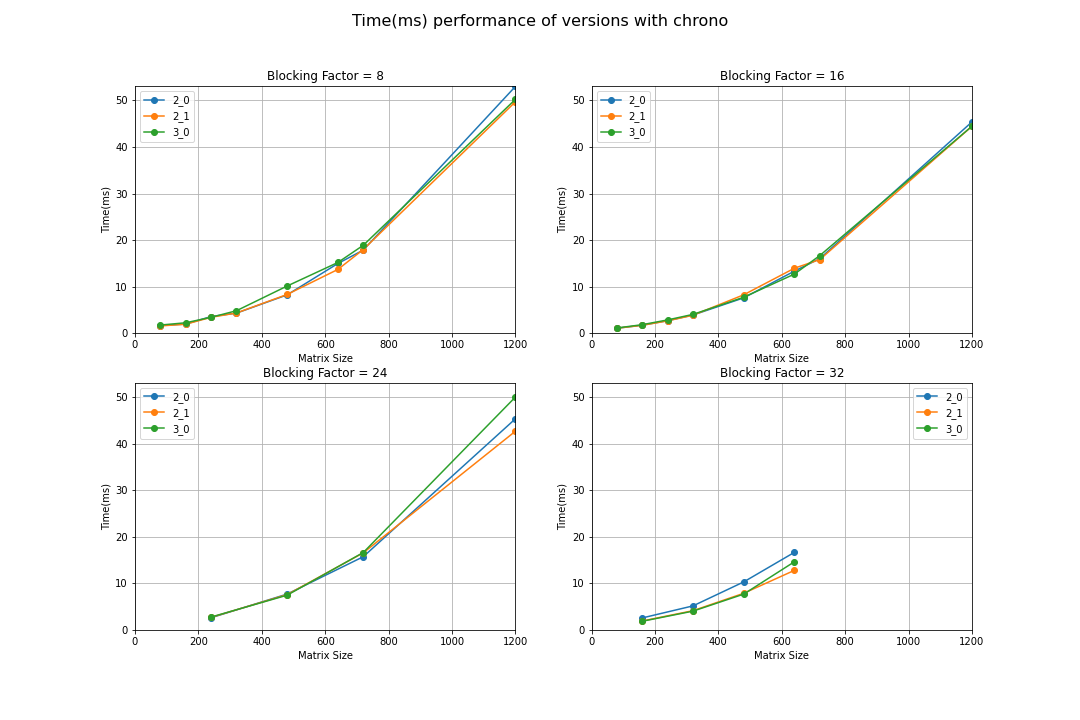 Time(ms) performance of versions with chrono
Blocking Factor = 8
2_0
2_1
3_0
Time(ms)
50
40
30
20
10
0
0 200 400 600 800 1000 1200
Matrix Size
Blocking Factor = 16
2_0
2_1
3_0
Time(ms)
50
40
30
20
10
0
0 200 400 600 800 1000 1200
Matrix Size
Blocking Factor = 24
2_0
2_1
3_0
Time(ms)
50
40
30
20
10
0
0 200 400 600 800 1000 1200
Matrix Size
Blocking Factor = 32
2_0
2_1
3_0
Time(ms)
50
40
30
20
10
0
0 200 400 600 800 1000 1200
Matrix Size